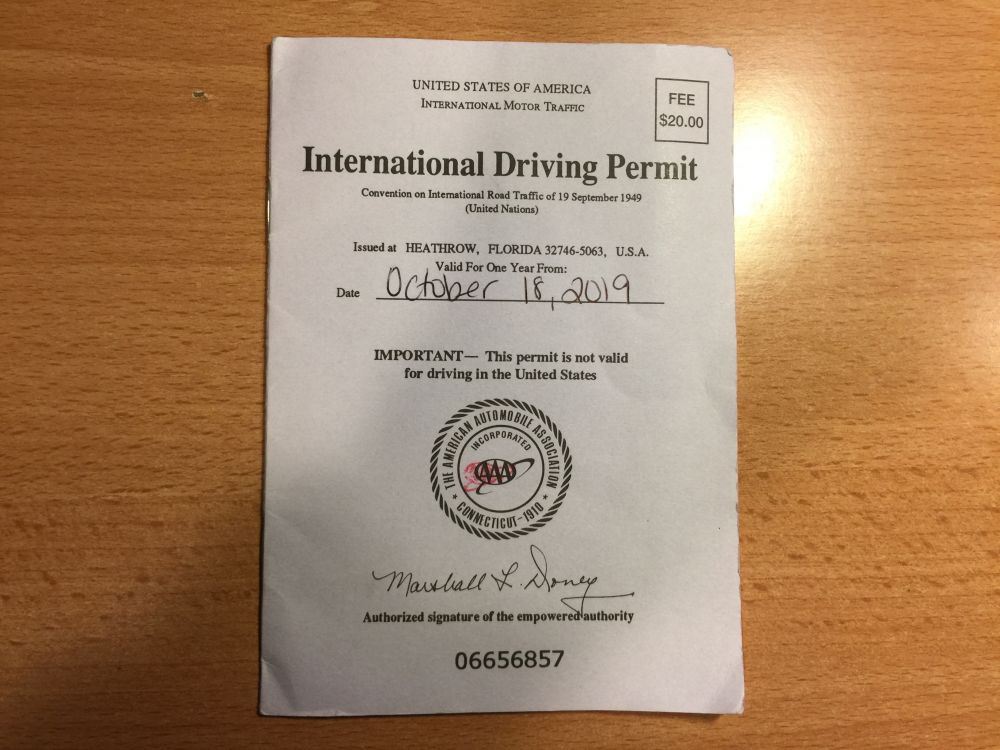 UNITED STATES OF AMERICA
INTERNATIONAL MOTOR TRAFFIC
FEE
$20.00
International Driving Permit
Convention on International Road Traffic of 19 September 1949
(United Nations)
Issued at HEATHROW, FLORIDA 32746-5063, U.S.A.
Valid For One Year From:
Date October 18, 2019
IMPORTANT— This permit is not valid
for driving in the United States
THE AMERICAN AUTOMOBILE ASSOCIATION
INCORPORATED
AAA
★ CONNECTICUT-1910 ★
Marshall L. Doney
Authorized signature of the empowered authority
06656857